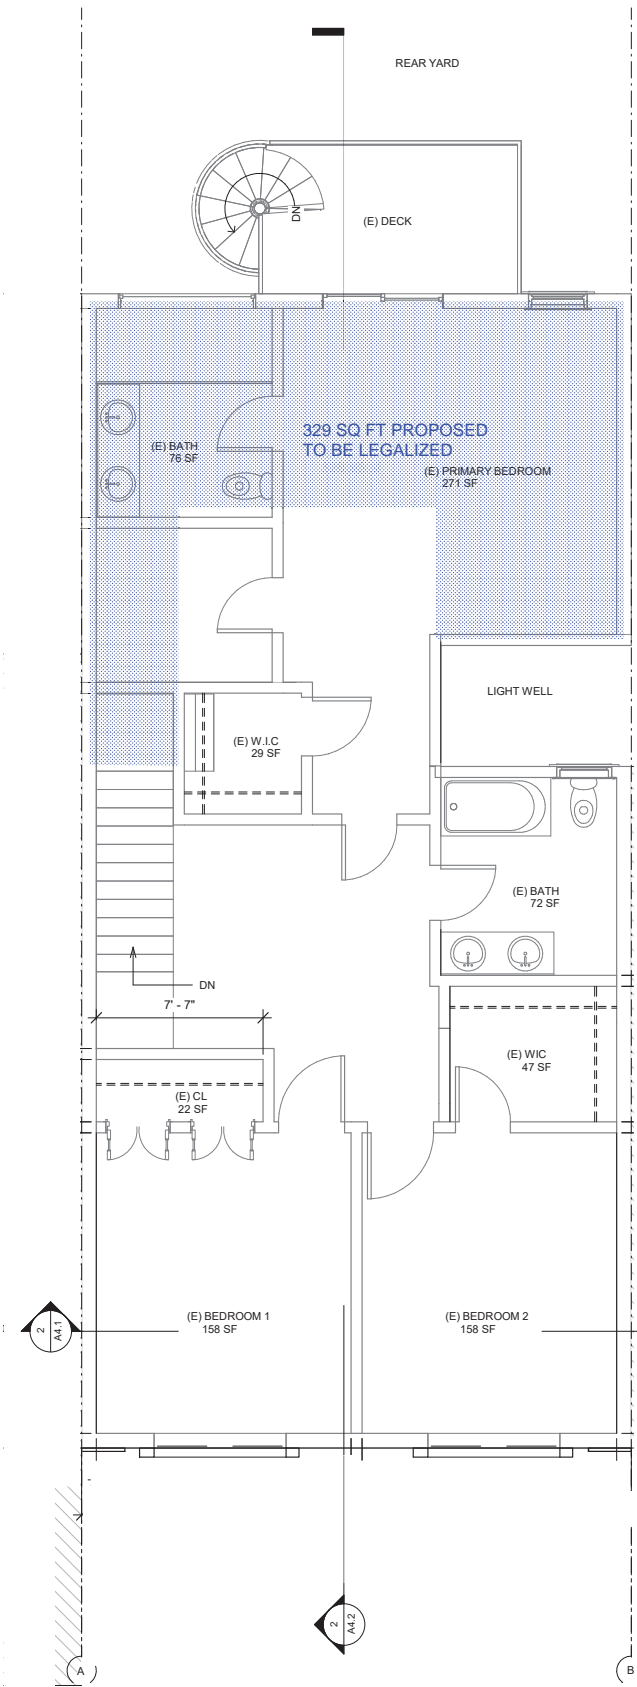 REAR YARD
DN
(E) DECK
329 SQ FT PROPOSED
TO BE LEGALIZED
(E) BATH
76 SF
(E) PRIMARY BEDROOM
271 SF
LIGHT WELL
(E) W.I.C
29 SF
(E) BATH
72 SF
DN
7' - 7"
(E) WIC
47 SF
(E) CL
22 SF
(E) BEDROOM 1
158 SF
(E) BEDROOM 2
158 SF
2
A4.1
2
A4.2
A
B